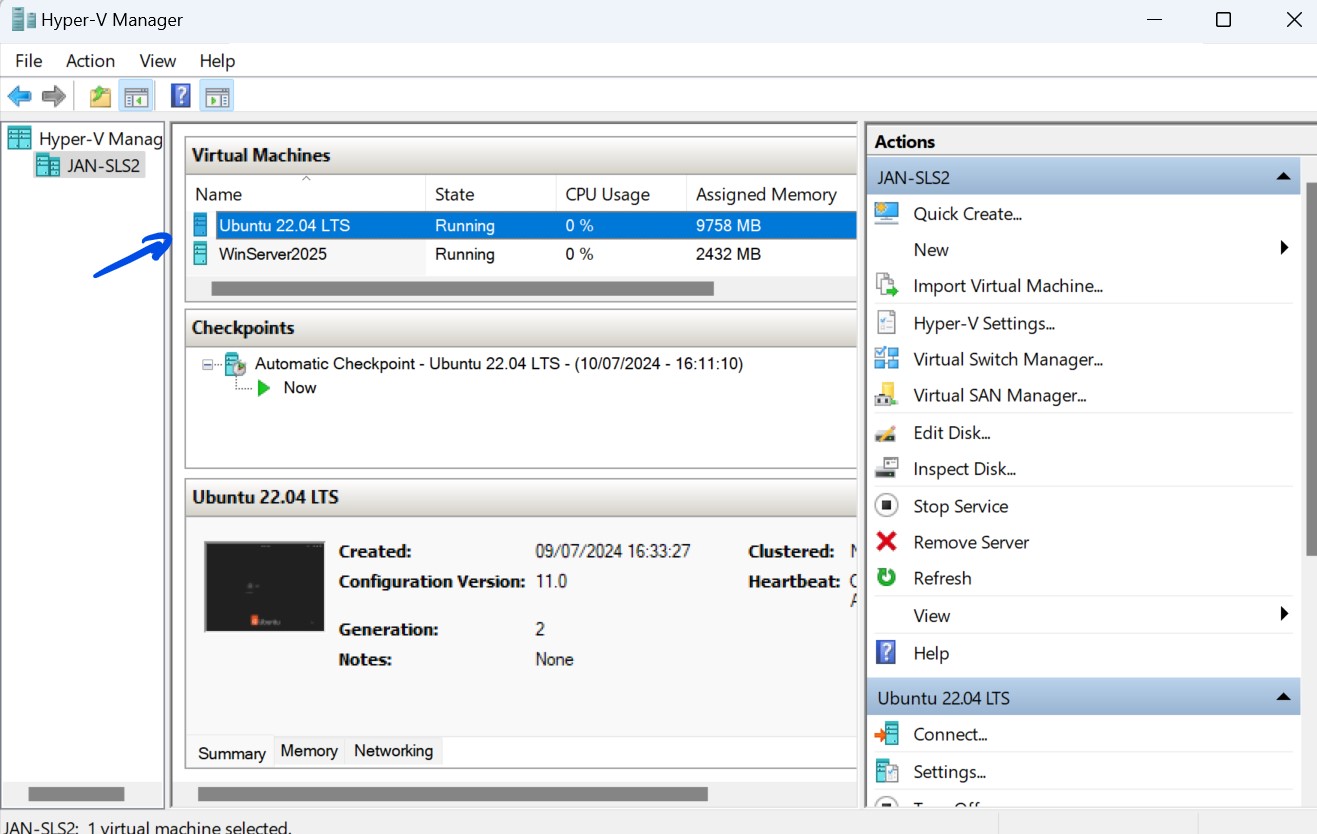 Hyper-V Manager
File Action View Help
Hyper-V Manag
JAN-SLS2
Virtual Machines
Name State CPU Usage Assigned Memory
Ubuntu 22.04 LTS Running 0 % 9758 MB
WinServer2025 Running 0 % 2432 MB
Checkpoints
Automatic Checkpoint - Ubuntu 22.04 LTS - (10/07/2024 - 16:11:10)
Now
Ubuntu 22.04 LTS
Created: 09/07/2024 16:33:27 Clustered:
Configuration Version: 11.0 Heartbeat:
Generation: 2
Notes: None
Summary Memory Networking
Actions
JAN-SLS2
Quick Create...
New
Import Virtual Machine...
Hyper-V Settings...
Virtual Switch Manager...
Virtual SAN Manager...
Edit Disk...
Inspect Disk...
Stop Service
Remove Server
Refresh
View
Help
Ubuntu 22.04 LTS
Connect...
Settings...
JAN-SLS2: 1 virtual machine selected.